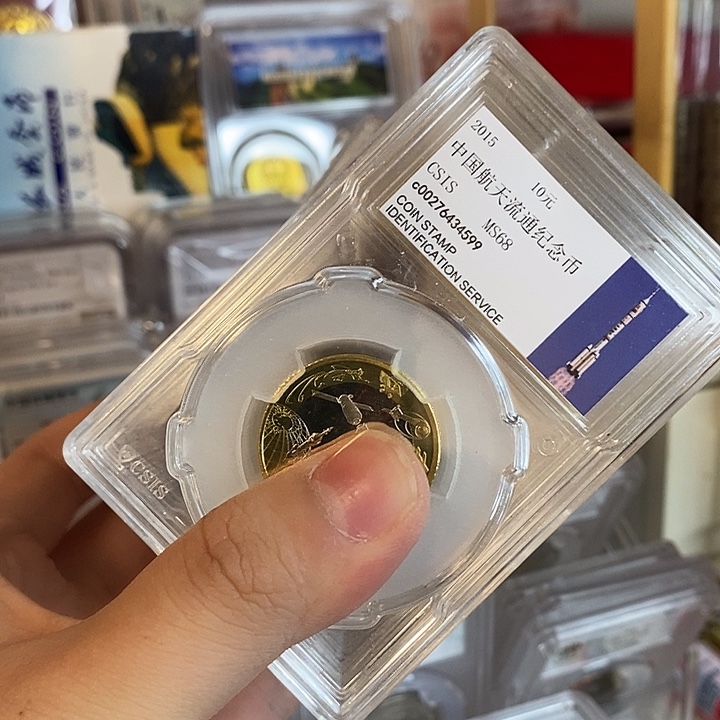 2015 10元
中国航天流通纪念币
CSIS MS68
c00276434599
COIN STAMP
IDENTIFICATION SERVICE
CSIS